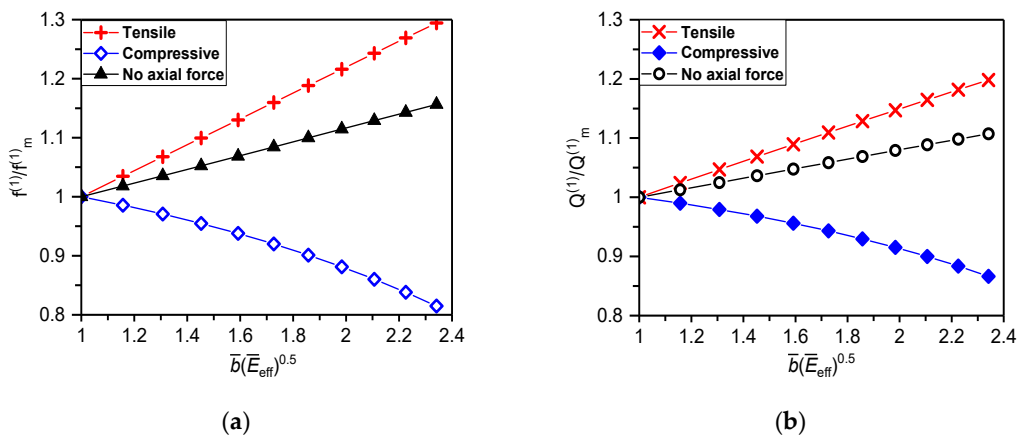 1.3
1.2
1.1
1
0.9
0.8
f⁽¹⁾/f⁽¹⁾ₘ
Tensile
Compressive
No axial force
1 1.2 1.4 1.6 1.8 2 2.2 2.4
b̅(E̅eff)^0.5
(a)
1.3
1.2
1.1
1
0.9
0.8
Q⁽¹⁾/Q⁽¹⁾ₘ
Tensile
Compressive
No axial force
1 1.2 1.4 1.6 1.8 2 2.2 2.4
b̅(E̅eff)^0.5
(b)